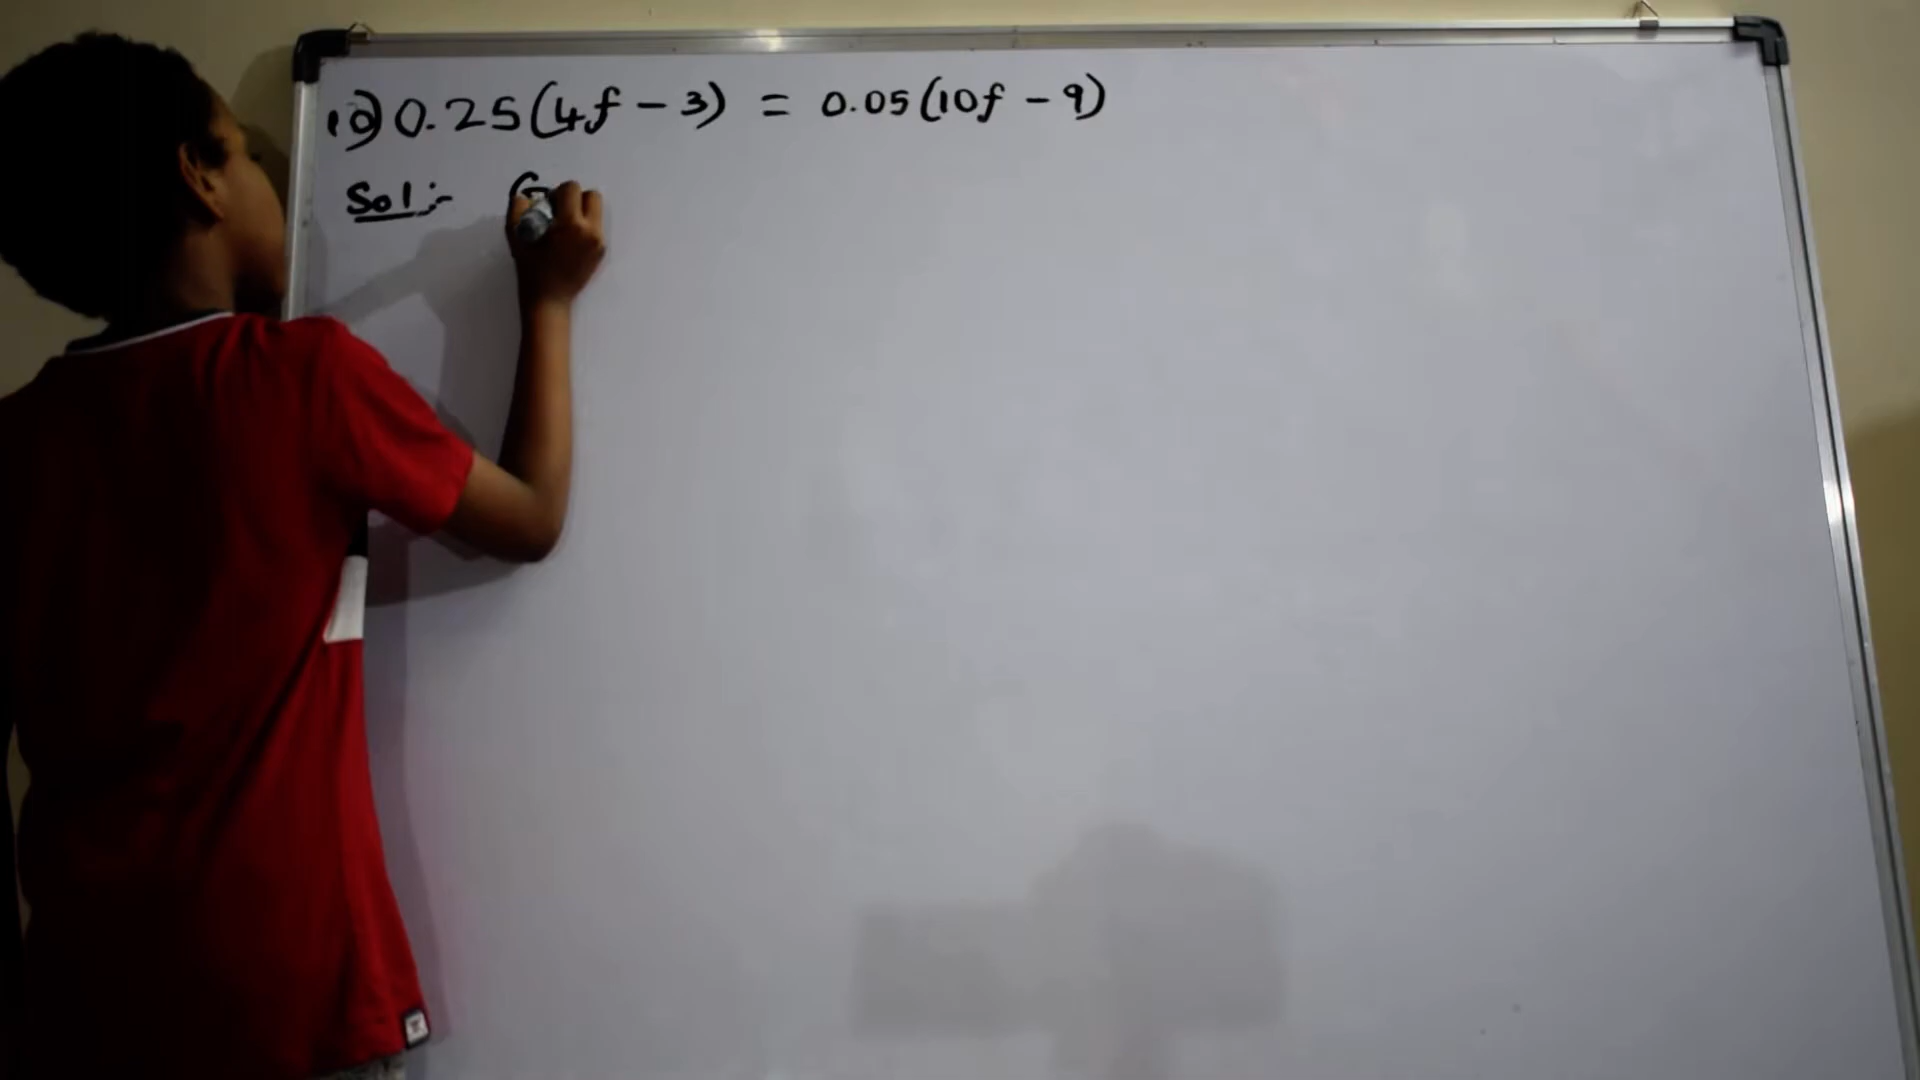 10) 0.25(4f - 3) = 0.05(10f - 9)
Sol:- G